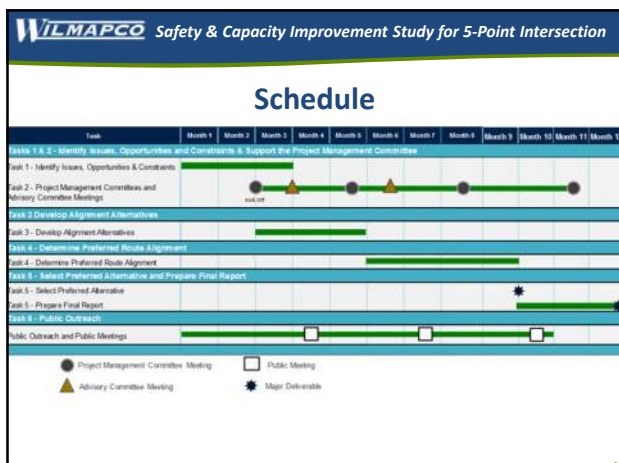 WILMAPCO Safety & Capacity Improvement Study for 5-Point Intersection
Schedule
Task Month 1 Month 2 Month 3 Month 4 Month 5 Month 6 Month 7 Month 8 Month 9 Month 10 Month 11 Month 1
Tasks 1 & 2 - Identify Issues, Opportunities and Constraints & Support the Project Management Committee
Task 1 - Identify Issues, Opportunities & Constraints
Task 2 - Project Management Committees and
Advisory Committee Meetings
Kick Off
Task 3 Develop Alignment Alternatives
Task 3 - Develop Alignment Alternatives
Task 4 - Determine Preferred Route Alignment
Task 4 - Determine Preferred Route Alignment
Task 5 - Select Preferred Alternative and Prepare Final Report
Task 5 - Select Preferred Alternative
Task 5 - Prepare Final Report
Task 6 - Public Outreach
Public Outreach and Public Meetings
Project Management Committee Meeting
Public Meeting
Advisory Committee Meeting
Major Deliverable